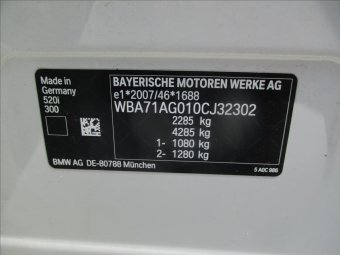 Made in
Germany
520i
300
BAYERISCHE MOTOREN WERKE AG
e1*2007/46*1688
WBA71AG010CJ32302
2285 kg
4285 kg
1- 1080 kg
2- 1280 kg
BMW AG DE-80788 München
5 A0C 986